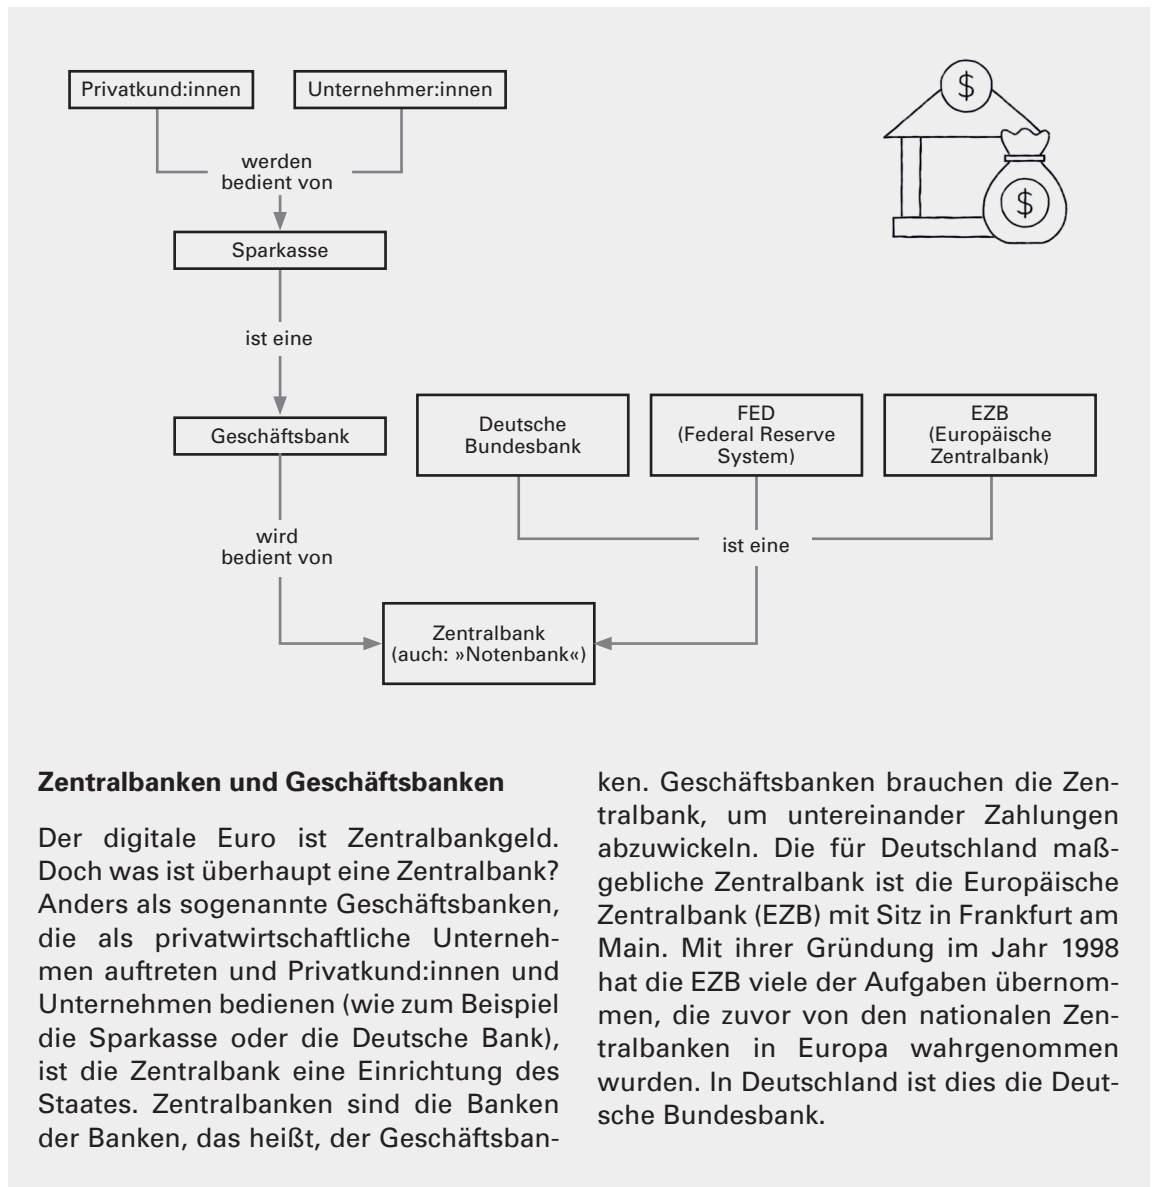 Privatkund:innen
Unternehmer:innen
werden
bedient von
Sparkasse
ist eine
Geschäftsbank
Deutsche
Bundesbank
FED
(Federal Reserve
System)
EZB
(Europäische
Zentralbank)
wird
bedient von
ist eine
Zentralbank
(auch: »Notenbank«)
$
$
Zentralbanken und Geschäftsbanken
Der digitale Euro ist Zentralbankgeld.
Doch was ist überhaupt eine Zentralbank?
Anders als sogenannte Geschäftsbanken,
die als privatwirtschaftliche Unterneh-
men auftreten und Privatkund:innen und
Unternehmen bedienen (wie zum Beispiel
die Sparkasse oder die Deutsche Bank),
ist die Zentralbank eine Einrichtung des
Staates. Zentralbanken sind die Banken
der Banken, das heißt, der Geschäftsban-
ken. Geschäftsbanken brauchen die Zen-
tralbank, um untereinander Zahlungen
abzuwickeln. Die für Deutschland maß-
gebliche Zentralbank ist die Europäische
Zentralbank (EZB) mit Sitz in Frankfurt am
Main. Mit ihrer Gründung im Jahr 1998
hat die EZB viele der Aufgaben übernom-
men, die zuvor von den nationalen Zen-
tralbanken in Europa wahrgenommen
wurden. In Deutschland ist dies die Deut-
sche Bundesbank.